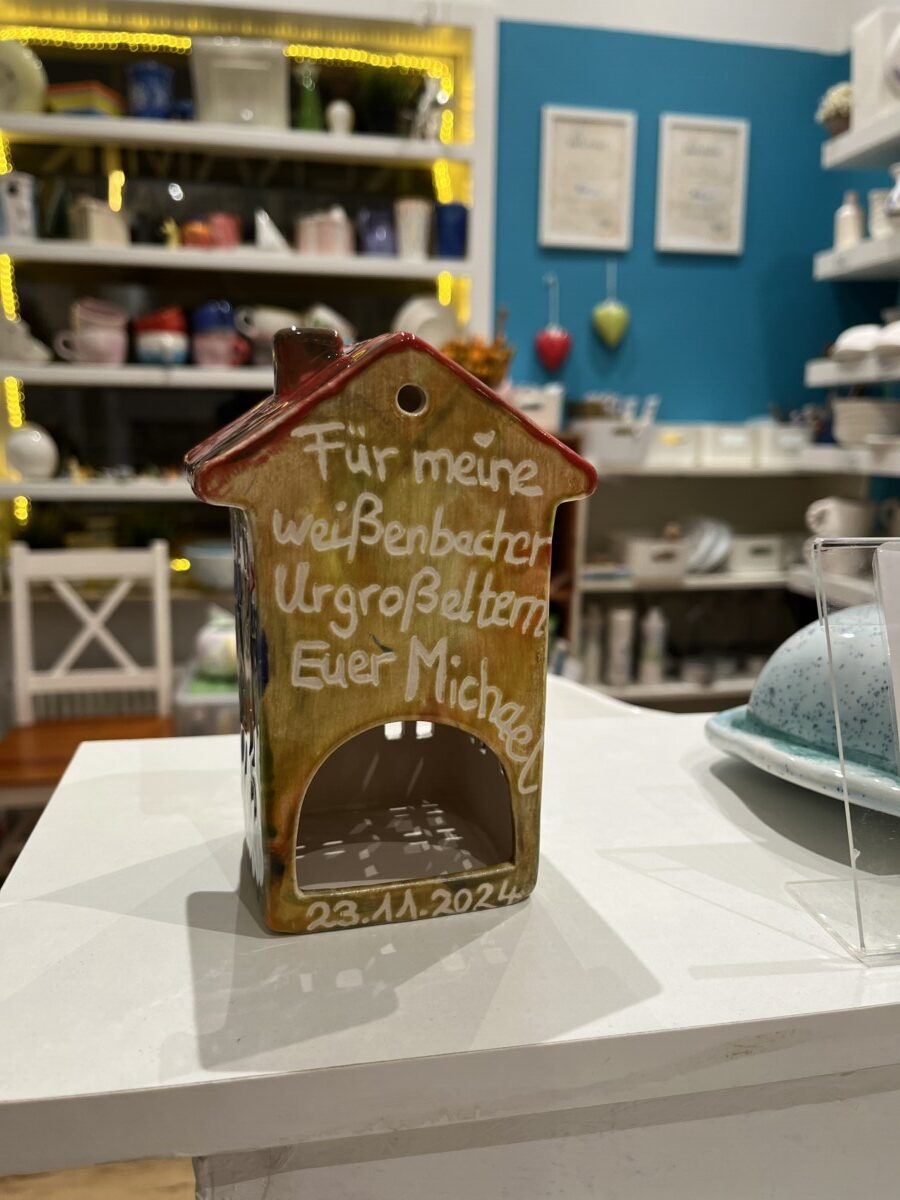 Für meine
weißenbacher
Urgroßeltern
Euer Michael
23.11.2024